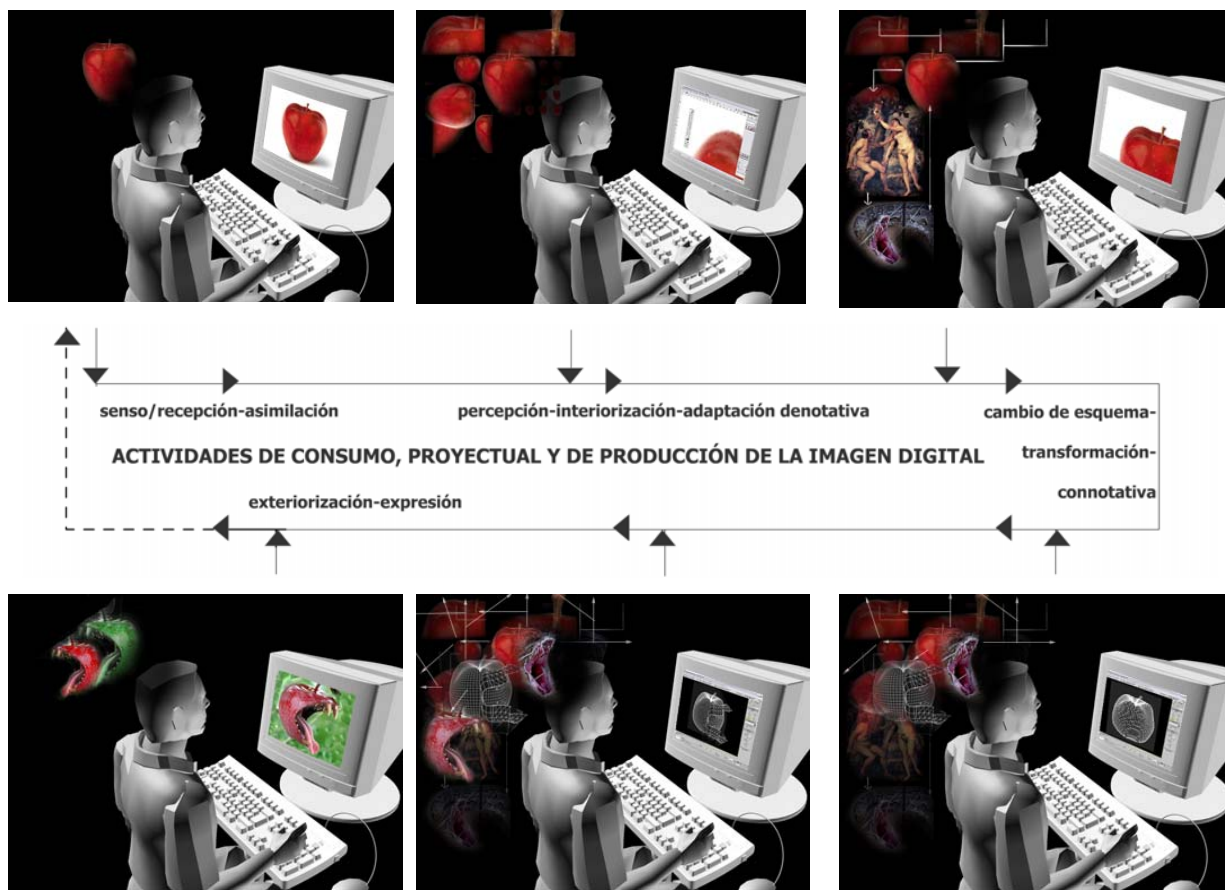 senso/recepción-asimilación
percepción-interiorización-adaptación denotativa
cambio de esquema-
transformación-
connotativa
ACTIVIDADES DE CONSUMO, PROYECTUAL Y DE PRODUCCIÓN DE LA IMAGEN DIGITAL
exteriorización-expresión